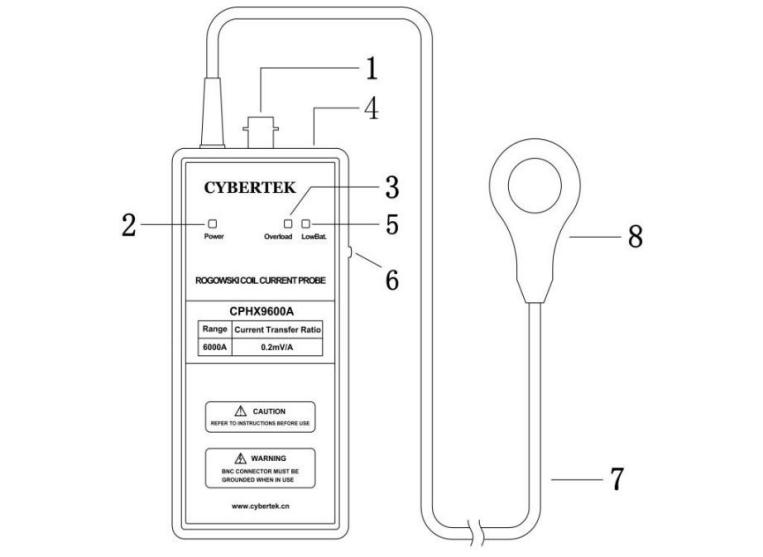 1
4
CYBERTEK
3
2
5
Power
Overload
LowBat.
8
6
ROGOWSKI COIL CURRENT PROBE
CPHX9600A
Range Current Transfer Ratio
6000A 0.2mV/A
CAUTION
REFER TO INSTRUCTIONS BEFORE USE
WARNING
BNC CONNECTOR MUST BE
GROUNDED WHEN IN USE
7
www.cybertek.cn